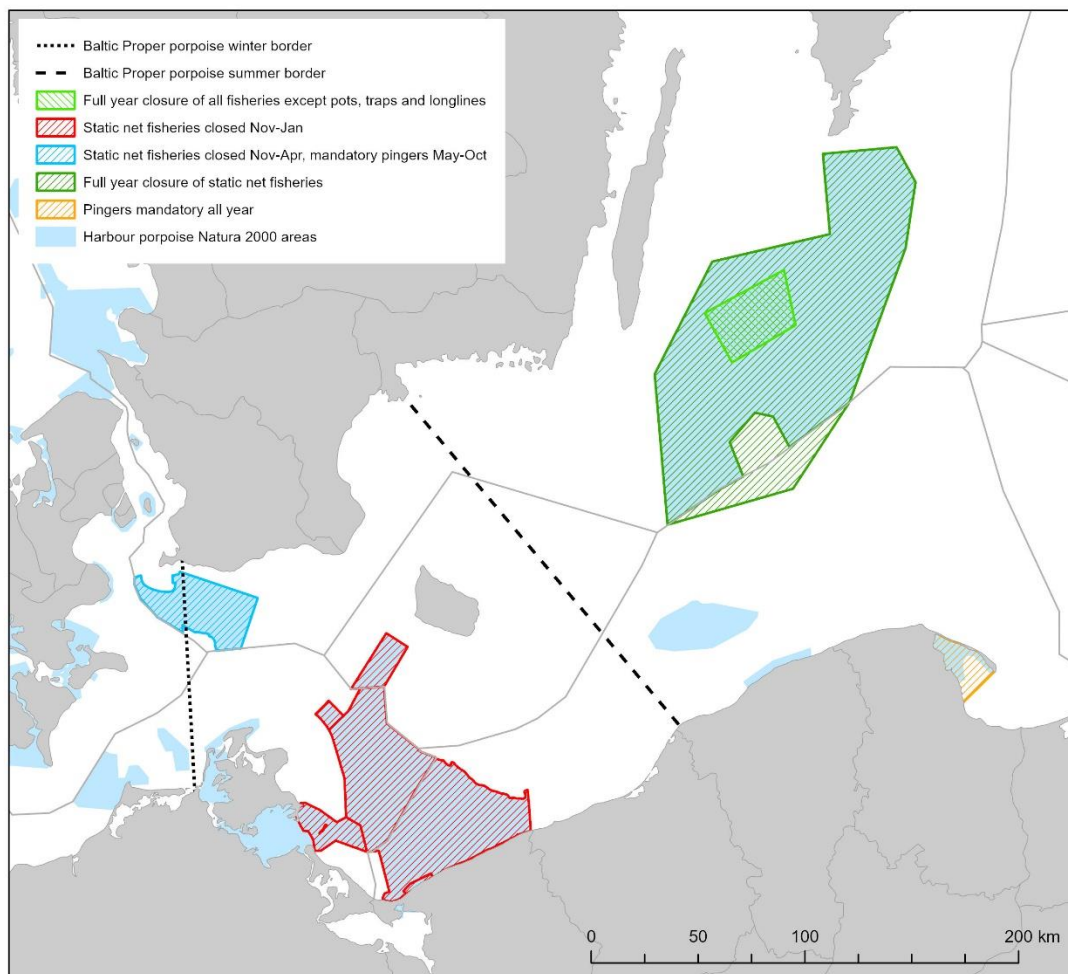 Baltic Proper porpoise winter border
Baltic Proper porpoise summer border
Full year closure of all fisheries except pots, traps and longlines
Static net fisheries closed Nov-Jan
Static net fisheries closed Nov-Apr, mandatory pingers May-Oct
Full year closure of static net fisheries
Pingers mandatory all year
Harbour porpoise Natura 2000 areas
0 50 100 200 km